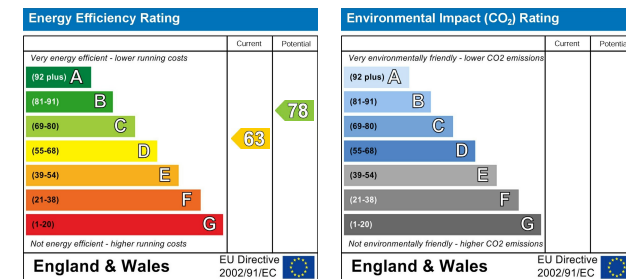 Energy Efficiency Rating
Current Potential
Very energy efficient - lower running costs
(92 plus) A
(81-91) B
(69-80) C
(55-68) D
(39-54) E
(21-38) F
(1-20) G
63
78
Not energy efficient - higher running costs
England & Wales
EU Directive
2002/91/EC
Environmental Impact (CO₂) Rating
Current Potential
Very environmentally friendly - lower CO2 emissions
(92 plus) A
(81-91) B
(69-80) C
(55-68) D
(39-54) E
(21-38) F
(1-20) G
Not environmentally friendly - higher CO2 emissions
England & Wales
EU Directive
2002/91/EC